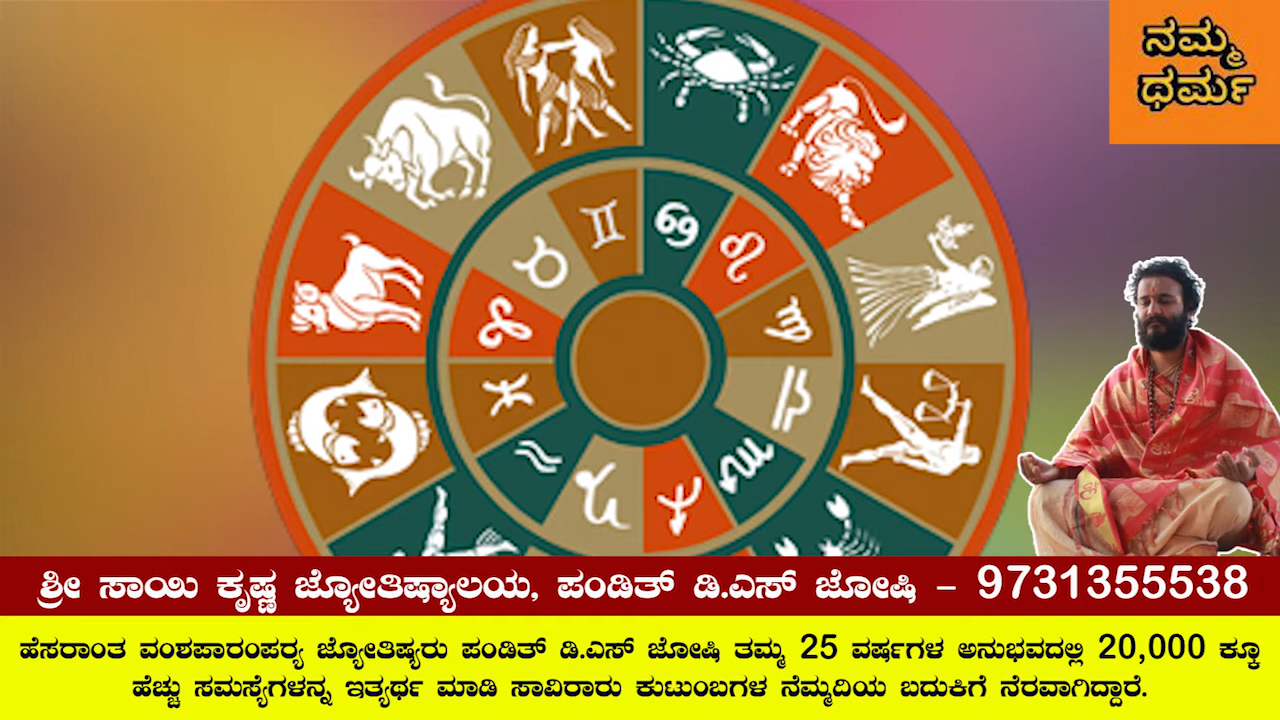 ನಮ್ಮ
ಧರ್ಮ
ಶ್ರೀ ಸಾಯಿ ಕೃಷ್ಣ ಜ್ಯೋತಿಷ್ಯಾಲಯ, ಪಂಡಿತ್ ಡಿ.ಎಸ್ ಜೋಷಿ – 9731355538
ಹೆಸರಾಂತ ವಂಶಪಾರಂಪರ‍್ಯ ಜ್ಯೋತಿಷ್ಯರು ಪಂಡಿತ್ ಡಿ.ಎಸ್ ಜೋಷಿ ತಮ್ಮ 25 ವರ್ಷಗಳ ಅನುಭವದಲ್ಲಿ 20,000 ಕ್ಕೂ
ಹೆಚ್ಚು ಸಮಸ್ಯೆಗಳನ್ನ ಇತ್ಯರ್ಥ ಮಾಡಿ ಸಾವಿರಾರು ಕುಟುಂಬಗಳ ನೆಮ್ಮದಿಯ ಬದುಕಿಗೆ ನೆರವಾಗಿದ್ದಾರೆ.